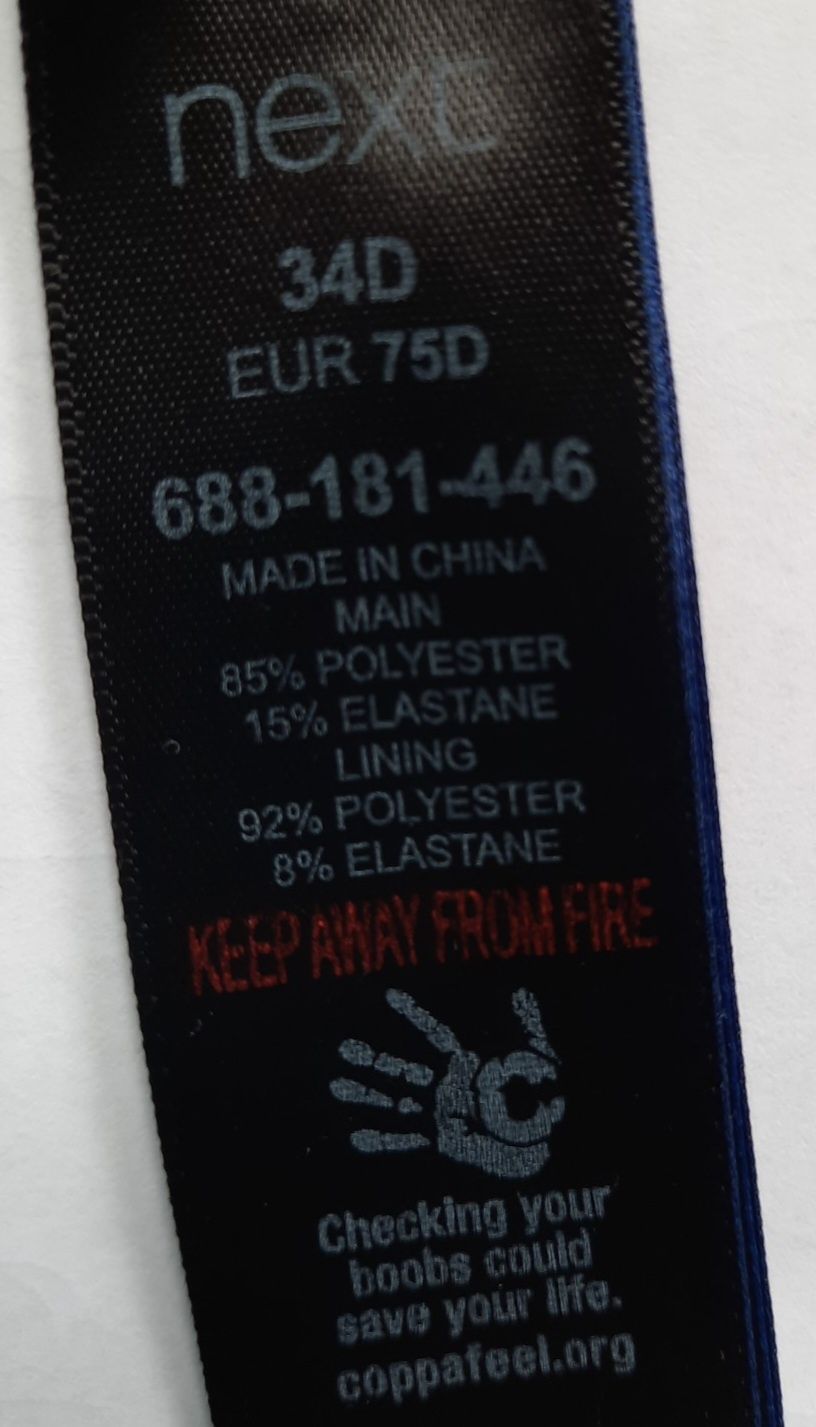 next
34D
EUR 75D
688-181-446
MADE IN CHINA
MAIN
85% POLYESTER
15% ELASTANE
LINING
92% POLYESTER
8% ELASTANE
KEEP AWAY FROM FIRE
Checking your
boobs could
save your life.
coppafeel.org